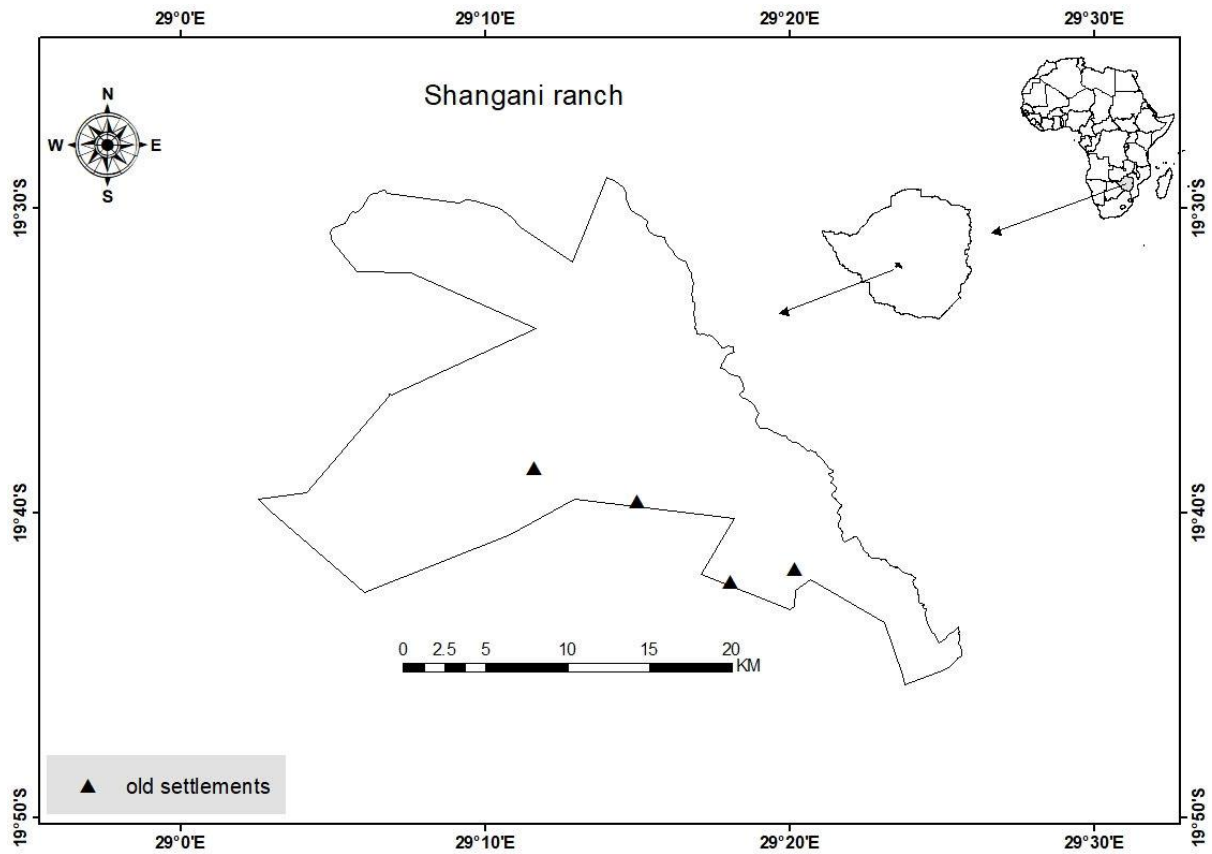 29°0'E 29°10'E 29°20'E 29°30'E
Shangani ranch
N
W E
S
19°30'S 19°30'S
19°40'S 19°40'S
0 2.5 5 10 15 20
KM
▲ old settlements
19°50'S 19°50'S
29°0'E 29°10'E 29°20'E 29°30'E